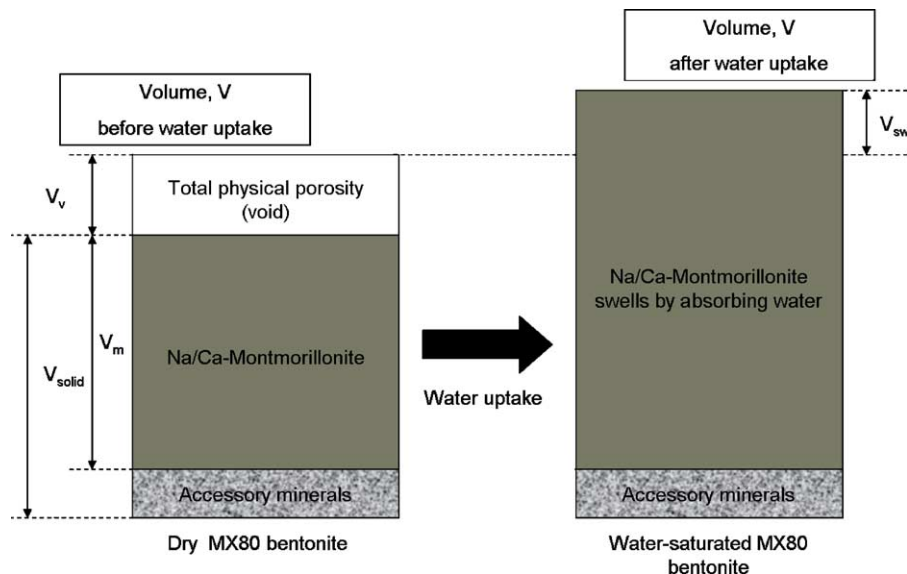 Volume, V
before water uptake
Volume, V
after water uptake
V_sw
V_v
Total physical porosity
(void)
V_solid
V_m
Na/Ca-Montmorillonite
Accessory minerals
Dry MX80 bentonite
Water uptake
Na/Ca-Montmorillonite
swells by absorbing water
Accessory minerals
Water-saturated MX80
bentonite